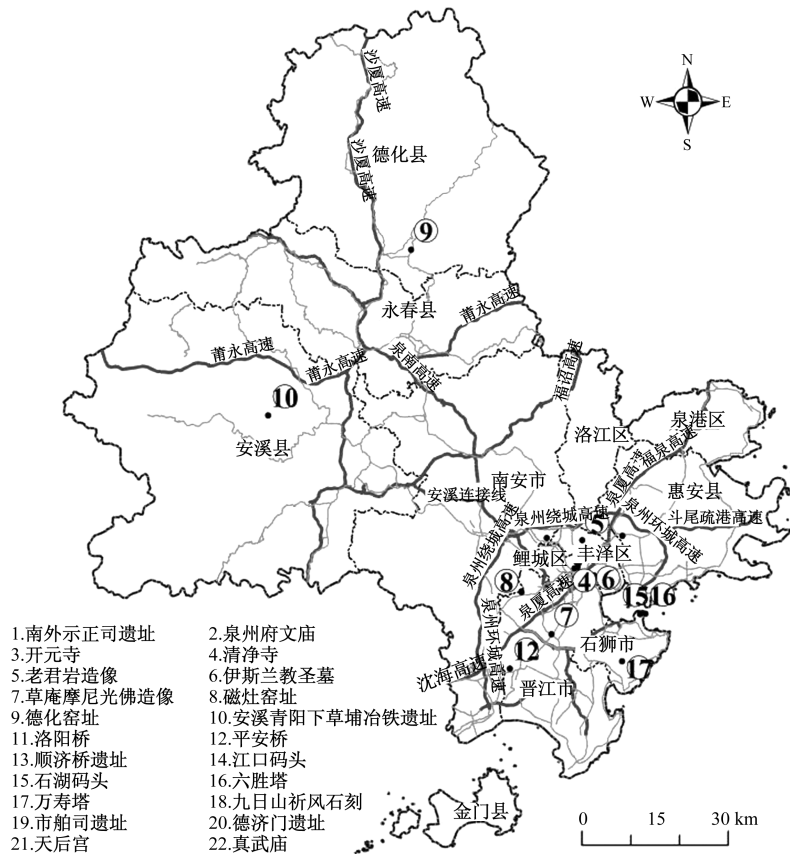 N
W E
S
沙厦高速
沙厦高速
德化县
⑨
永春县
莆永高速
莆永高速
莆永高速
泉南高速
福诏高速
⑩
安溪县
洛江区
泉港区
福泉高速
泉厦高速
南安市
惠安县
安溪连接线
泉州绕城高速
⑤
泉州环城高速
斗尾疏港高速
泉州绕城高速
鲤城区
丰泽区
⑧
④
⑥
⑮
16
泉厦高速
⑦
泉州环城高速
石狮市
⑫
⑰
沈海高速
晋江市
1.南外示正司遗址 2.泉州府文庙
3.开元寺 4.清净寺
5.老君岩造像 6.伊斯兰教圣墓
7.草庵摩尼光佛造像 8.磁灶窑址
9.德化窑址 10.安溪青阳下草埔冶铁遗址
11.洛阳桥 12.平安桥
13.顺济桥遗址 14.江口码头
15.石湖码头 16.六胜塔
17.万寿塔 18.九日山祈风石刻
19.市舶司遗址 20.德济门遗址
21.天后宫 22.真武庙
金门县
0 15 30 km